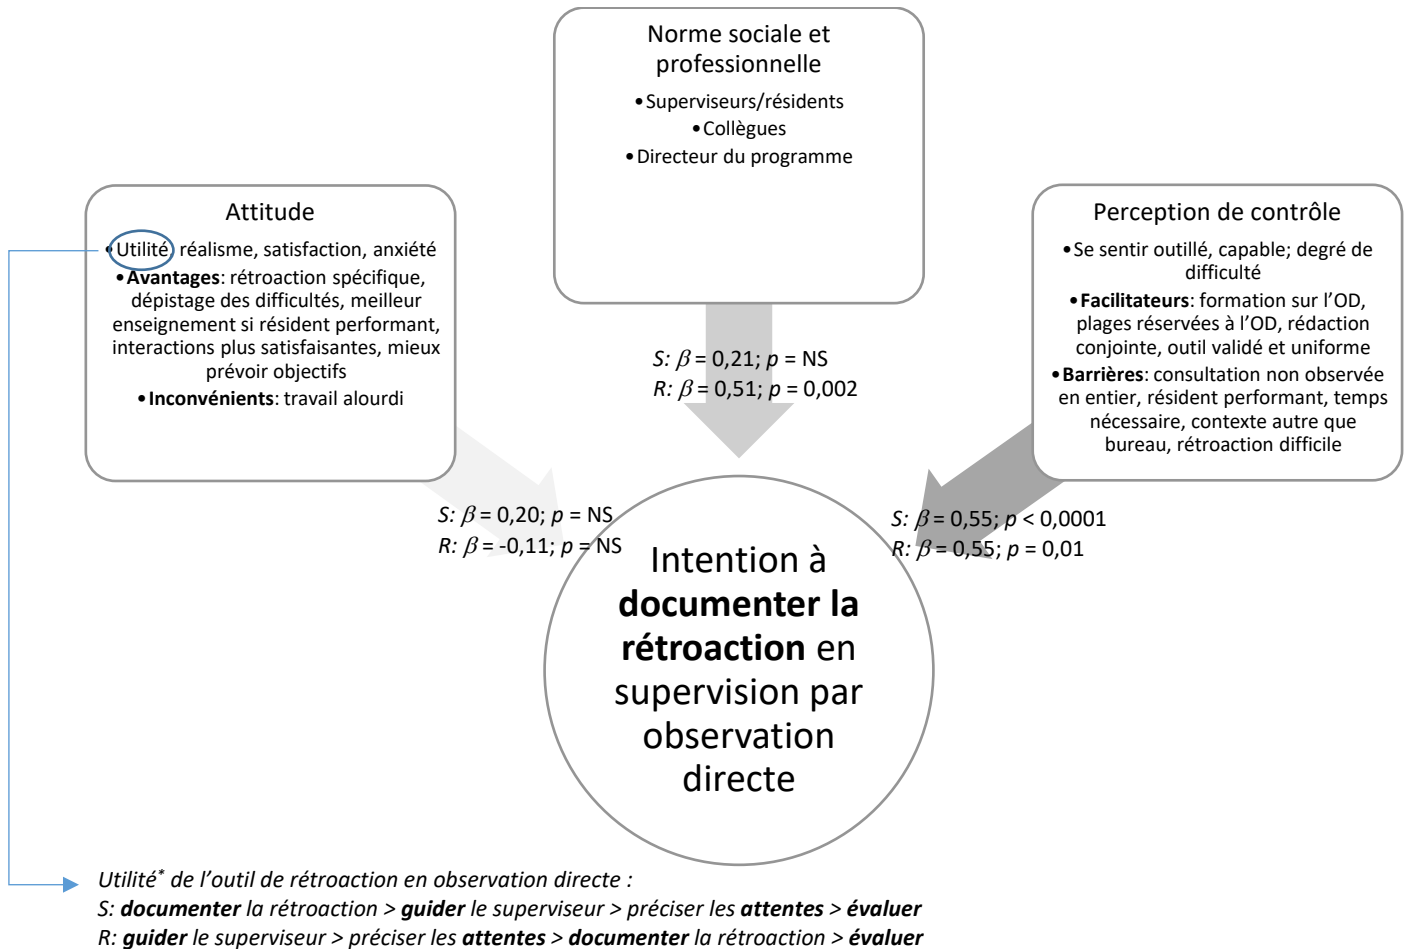 Norme sociale et
professionnelle
•Superviseurs/résidents
•Collègues
•Directeur du programme
Attitude
•Utilité, réalisme, satisfaction, anxiété
•Avantages: rétroaction spécifique,
dépistage des difficultés, meilleur
enseignement si résident performant,
interactions plus satisfaisantes, mieux
prévoir objectifs
•Inconvénients: travail alourdi
Perception de contrôle
•Se sentir outillé, capable; degré de
difficulté
•Facilitateurs: formation sur l’OD,
plages réservées à l’OD, rédaction
conjointe, outil validé et uniforme
•Barrières: consultation non observée
en entier, résident performant, temps
nécessaire, contexte autre que
bureau, rétroaction difficile
S: β = 0,21; p = NS
R: β = 0,51; p = 0,002
S: β = 0,20; p = NS
R: β = -0,11; p = NS
S: β = 0,55; p < 0,0001
R: β = 0,55; p = 0,01
Intention à
documenter la
rétroaction en
supervision par
observation
directe
Utilité* de l’outil de rétroaction en observation directe :
S: documenter la rétroaction > guider le superviseur > préciser les attentes > évaluer
R: guider le superviseur > préciser les attentes > documenter la rétroaction > évaluer